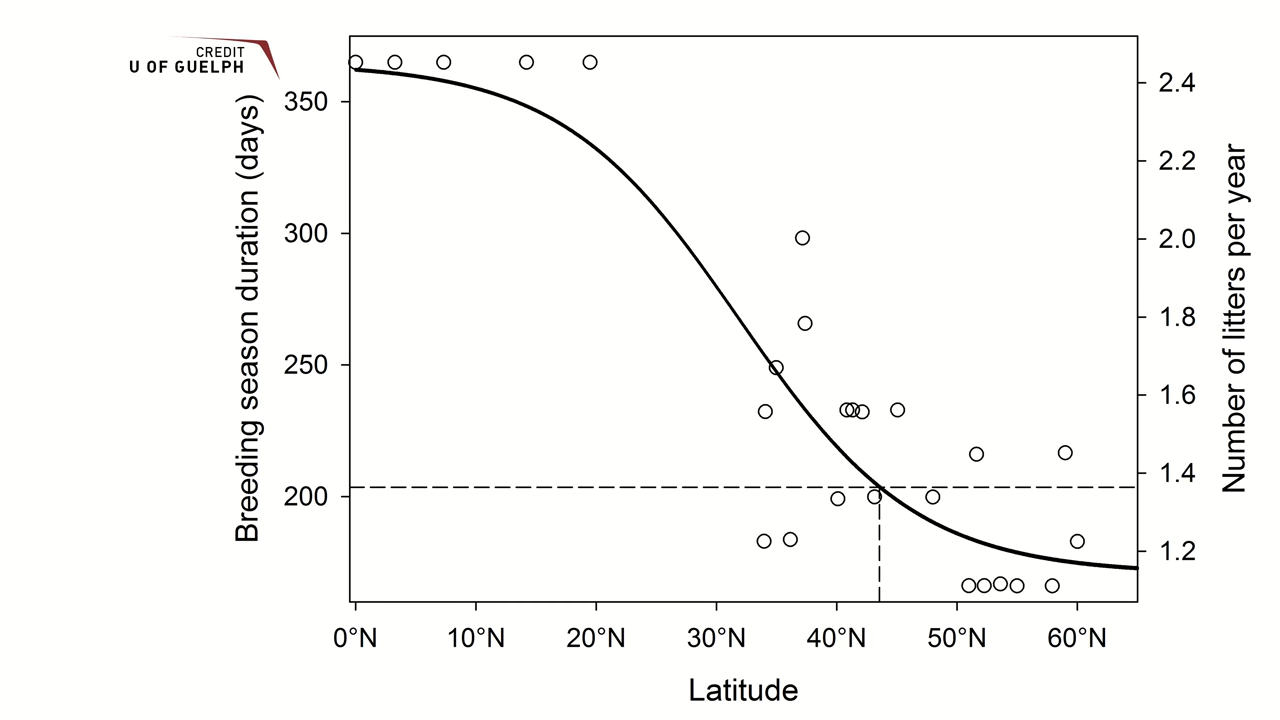 CREDIT
U OF GUELPH
Breeding season duration (days)
350
300
250
200
2.4
2.2
2.0
1.8
1.6
1.4
1.2
Number of litters per year
0°N 10°N 20°N 30°N 40°N 50°N 60°N
Latitude